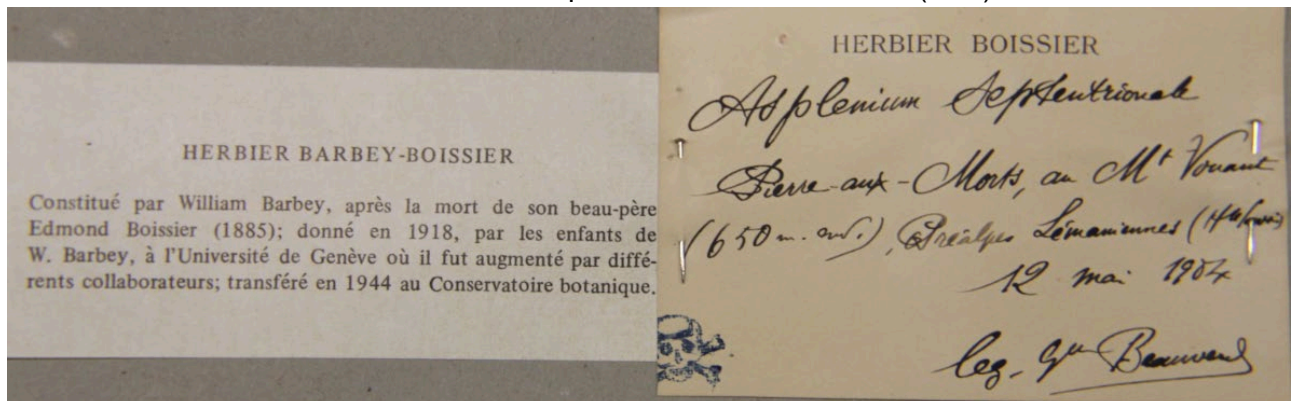 HERBIER BARBEY-BOISSIER
Constitué par William Barbey, après la mort de son beau-père
Edmond Boissier (1885); donné en 1918, par les enfants de
W. Barbey, à l'Université de Genève où il fut augmenté par diffé-
rents collaborateurs; transféré en 1944 au Conservatoire botanique.
HERBIER BOISSIER
Asplenium Septentrionale
Pierre-aux-Morts, au Mt Vouant
(650 m. ), Préalpes Lémaniennes (Hte
12 mai 1904
leg. Gve Beauverd